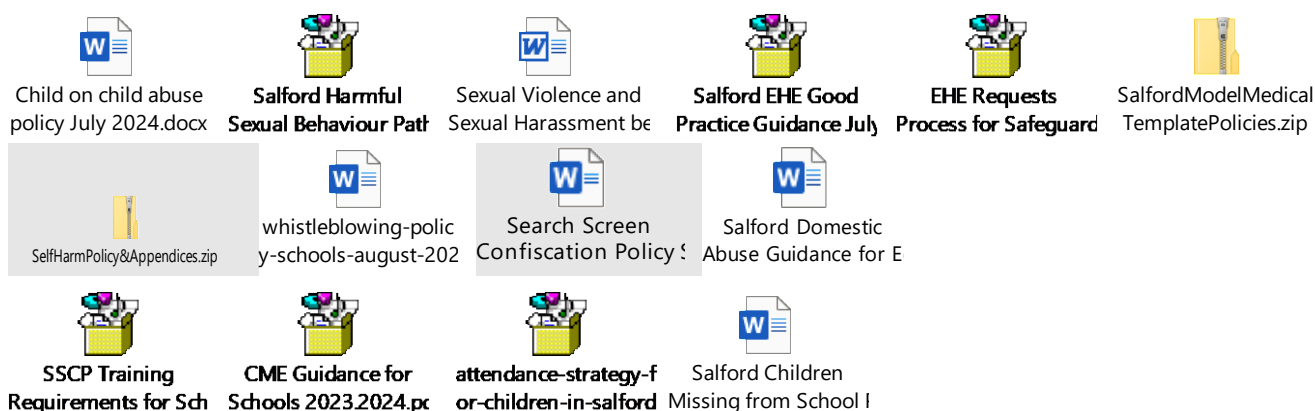 Child on child abuse
policy July 2024.docx
Salford Harmful
Sexual Behaviour Path
Sexual Violence and
Sexual Harassment be
Salford EHE Good
Practice Guidance July
EHE Requests
Process for Safeguard
SalfordModelMedical
TemplatePolicies.zip
SelfHarmPolicy&Appendices.zip
whistleblowing-polic
y-schools-august-202
Search Screen
Confiscation Policy S
Salford Domestic
Abuse Guidance for E
SSCP Training
Requirements for Sch
CME Guidance for
Schools 2023.2024.pd
attendance-strategy-f
or-children-in-salford
Salford Children
Missing from School